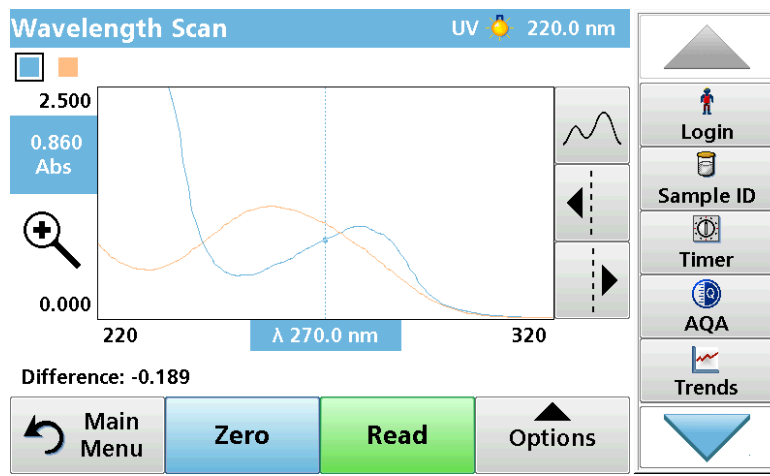 Wavelength Scan
UV 220.0 nm
2.500
0.860
Abs
0.000
220
λ 270.0 nm
320
Difference: -0.189
Main
Menu
Zero
Read
Options
Login
Sample ID
Timer
AQA
Trends